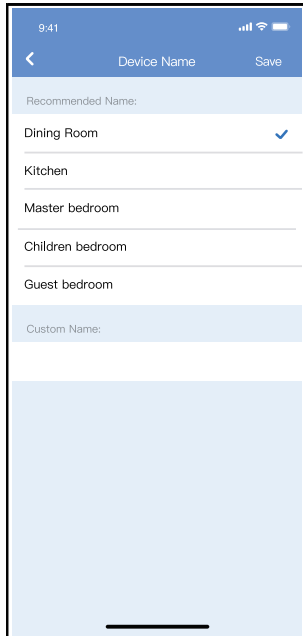 9:41
Device Name Save
Recommended Name:
Dining Room
Kitchen
Master bedroom
Children bedroom
Guest bedroom
Custom Name: